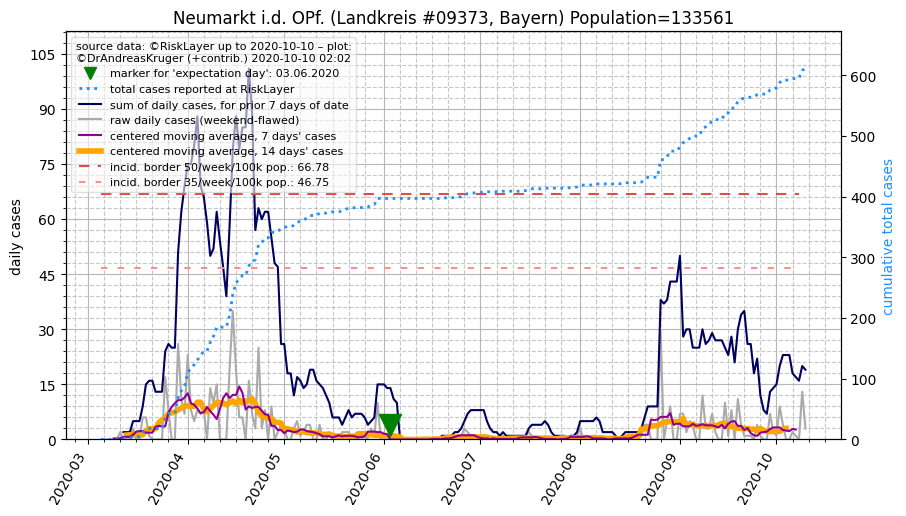 Neumarkt i.d. OPf. (Landkreis #09373, Bayern) Population=133561
source data: ©RiskLayer up to 2020-10-10 – plot:
©DrAndreasKruger (+contrib.) 2020-10-10 02:02
marker for 'expectation day': 03.06.2020
total cases reported at RiskLayer
sum of daily cases, for prior 7 days of date
raw daily cases (weekend-flawed)
centered moving average, 7 days' cases
centered moving average, 14 days' cases
incid. border 50/week/100k pop.: 66.78
incid. border 35/week/100k pop.: 46.75
daily cases
105
90
75
60
45
30
15
0
cumulative total cases
600
500
400
300
200
100
0
2020-03
2020-04
2020-05
2020-06
2020-07
2020-08
2020-09
2020-10